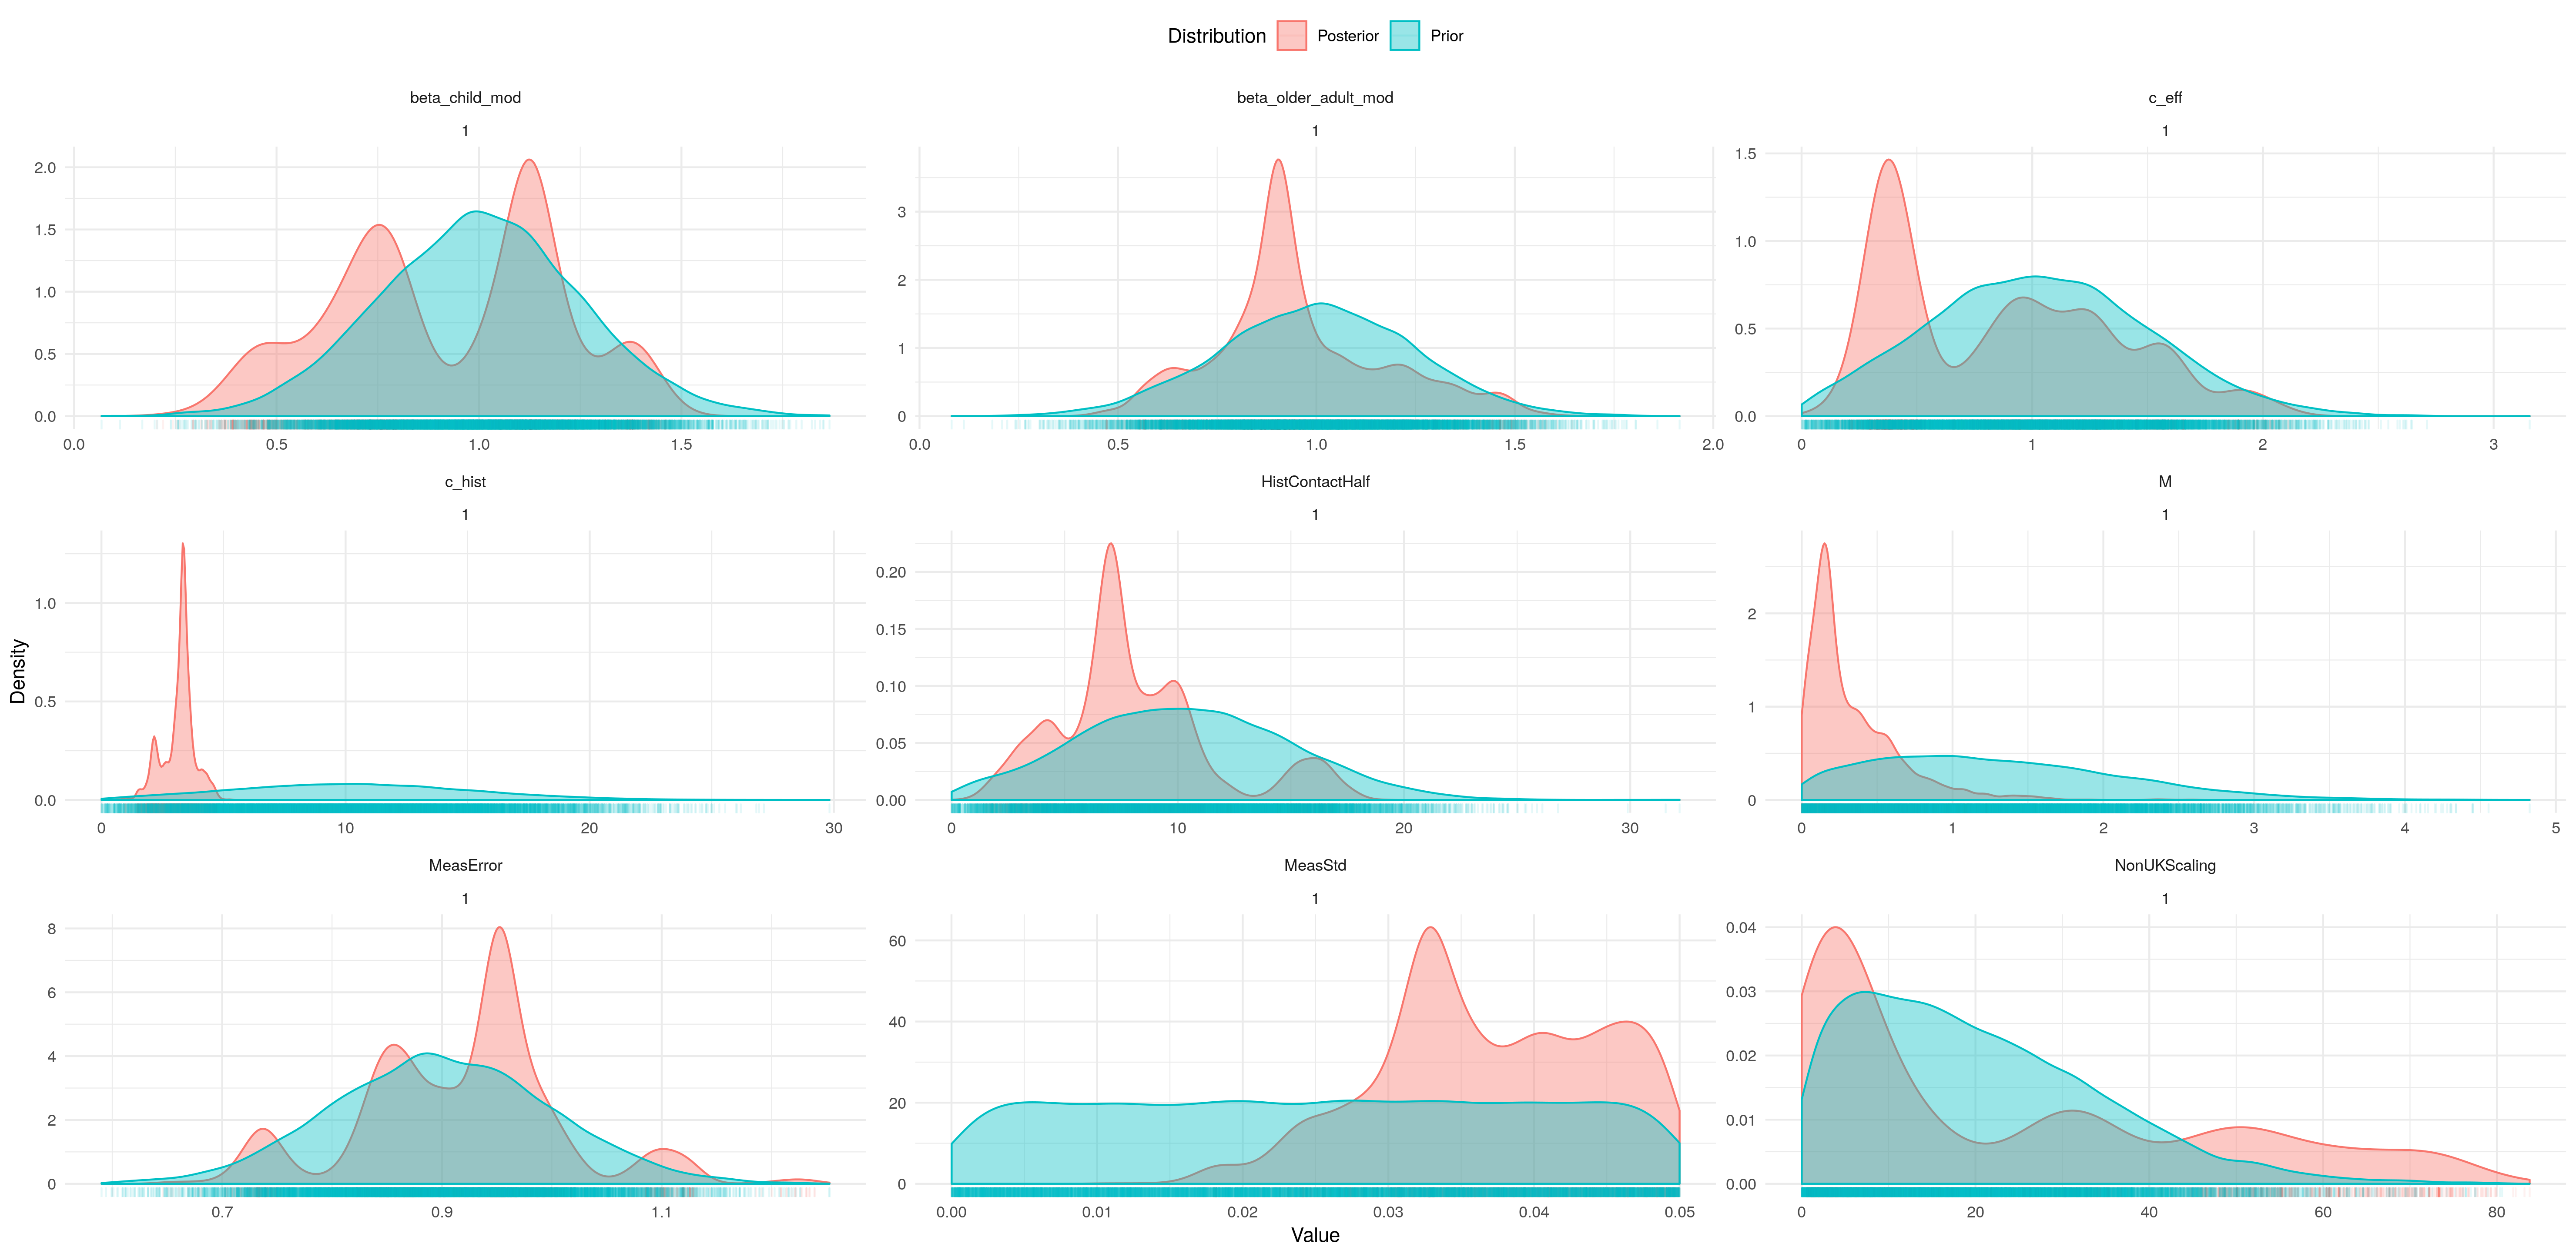 Distribution Posterior Prior
beta_child_mod beta_older_adult_mod c_eff
1 1 1
2.0
1.5
1.0
0.5
0.0
0.0 0.5 1.0 1.5
3
2
1
0
0.0 0.5 1.0 1.5 2.0
1.5
1.0
0.5
0.0
0 1 2 3
c_hist HistContactHalf M
1 1 1
1.0
0.5
0.0
0 10 20 30
0.20
0.15
0.10
0.05
0.00
0 10 20 30
2
1
0
0 1 2 3 4 5
MeasError MeasStd NonUKScaling
1 1 1
8
6
4
2
0
0.7 0.9 1.1
60
40
20
0
0.00 0.01 0.02 0.03 0.04 0.05
0.04
0.03
0.02
0.01
0.00
0 20 40 60 80
Density
Value